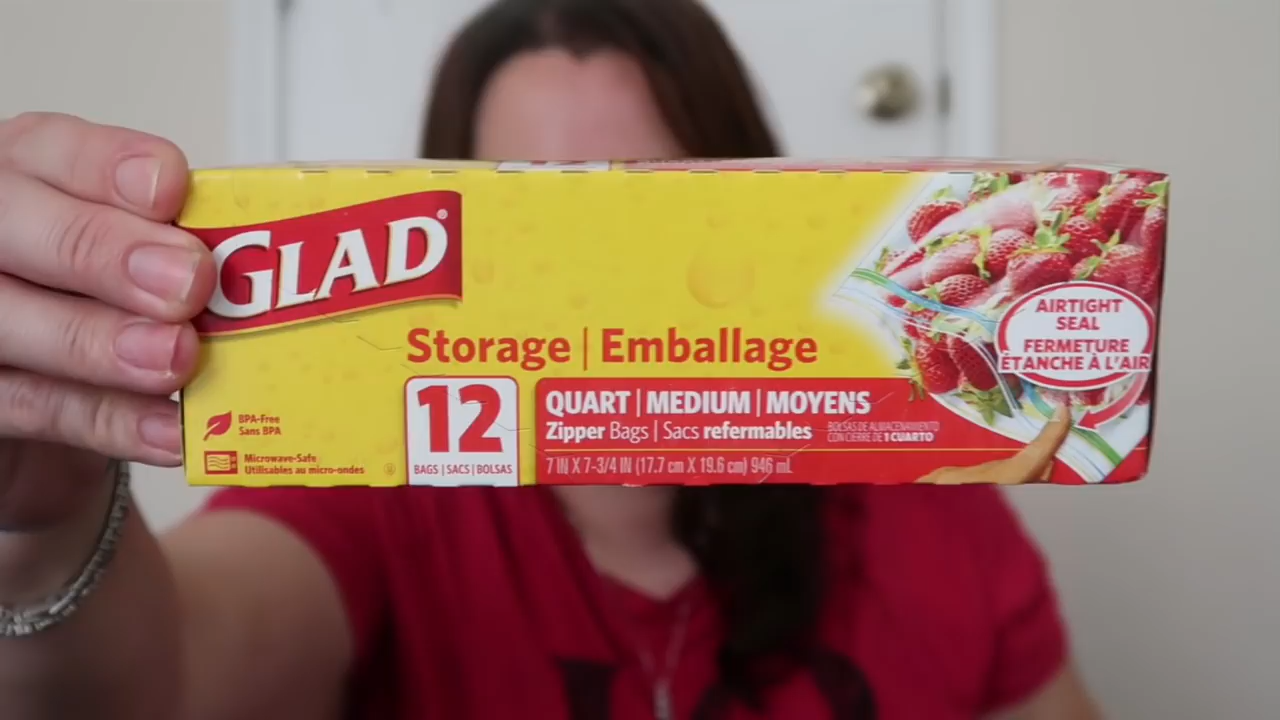 GLAD®
Storage | Emballage
AIRTIGHT
SEAL
FERMETURE
ÉTANCHE À L'AIR
BPA-Free
Sans BPA
Microwave-Safe
Utilisables au micro-ondes
12
BAGS | SACS | BOLSAS
QUART | MEDIUM | MOYENS
Zipper Bags | Sacs refermables
BOLSAS DE ALMACENAMIENTO
CON CIERRE DE 1 CUARTO
7 IN X 7-3/4 IN (17.7 cm X 19.6 cm) 946 mL